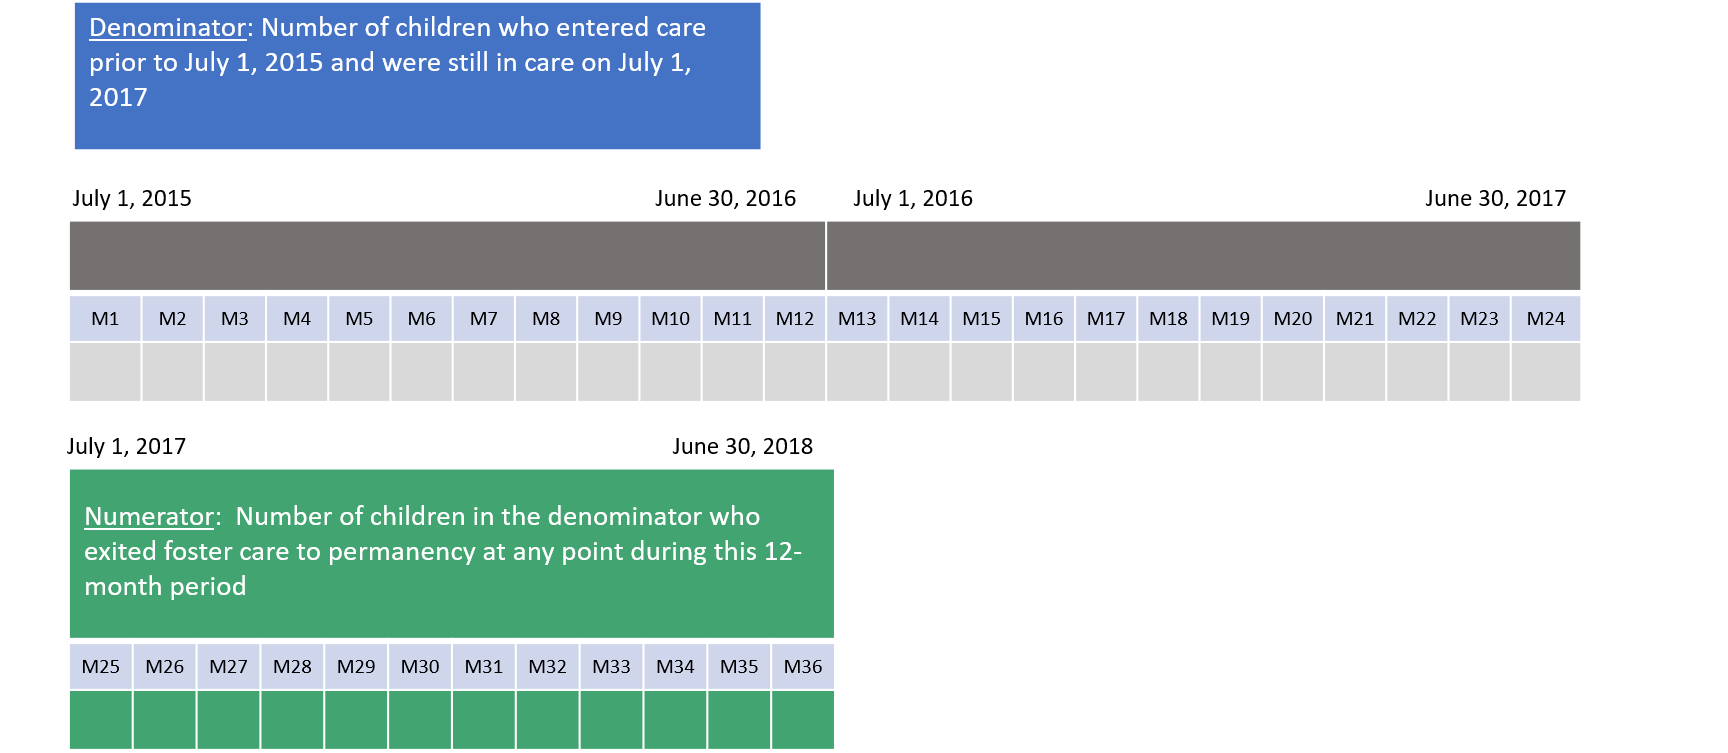 Denominator: Number of children who entered care
prior to July 1, 2015 and were still in care on July 1,
2017
July 1, 2015 June 30, 2016 July 1, 2016 June 30, 2017
M1 M2 M3 M4 M5 M6 M7 M8 M9 M10 M11 M12 M13 M14 M15 M16 M17 M18 M19 M20 M21 M22 M23 M24
July 1, 2017 June 30, 2018
Numerator:  Number of children in the denominator who
exited foster care to permanency at any point during this 12-
month period
M25 M26 M27 M28 M29 M30 M31 M32 M33 M34 M35 M36